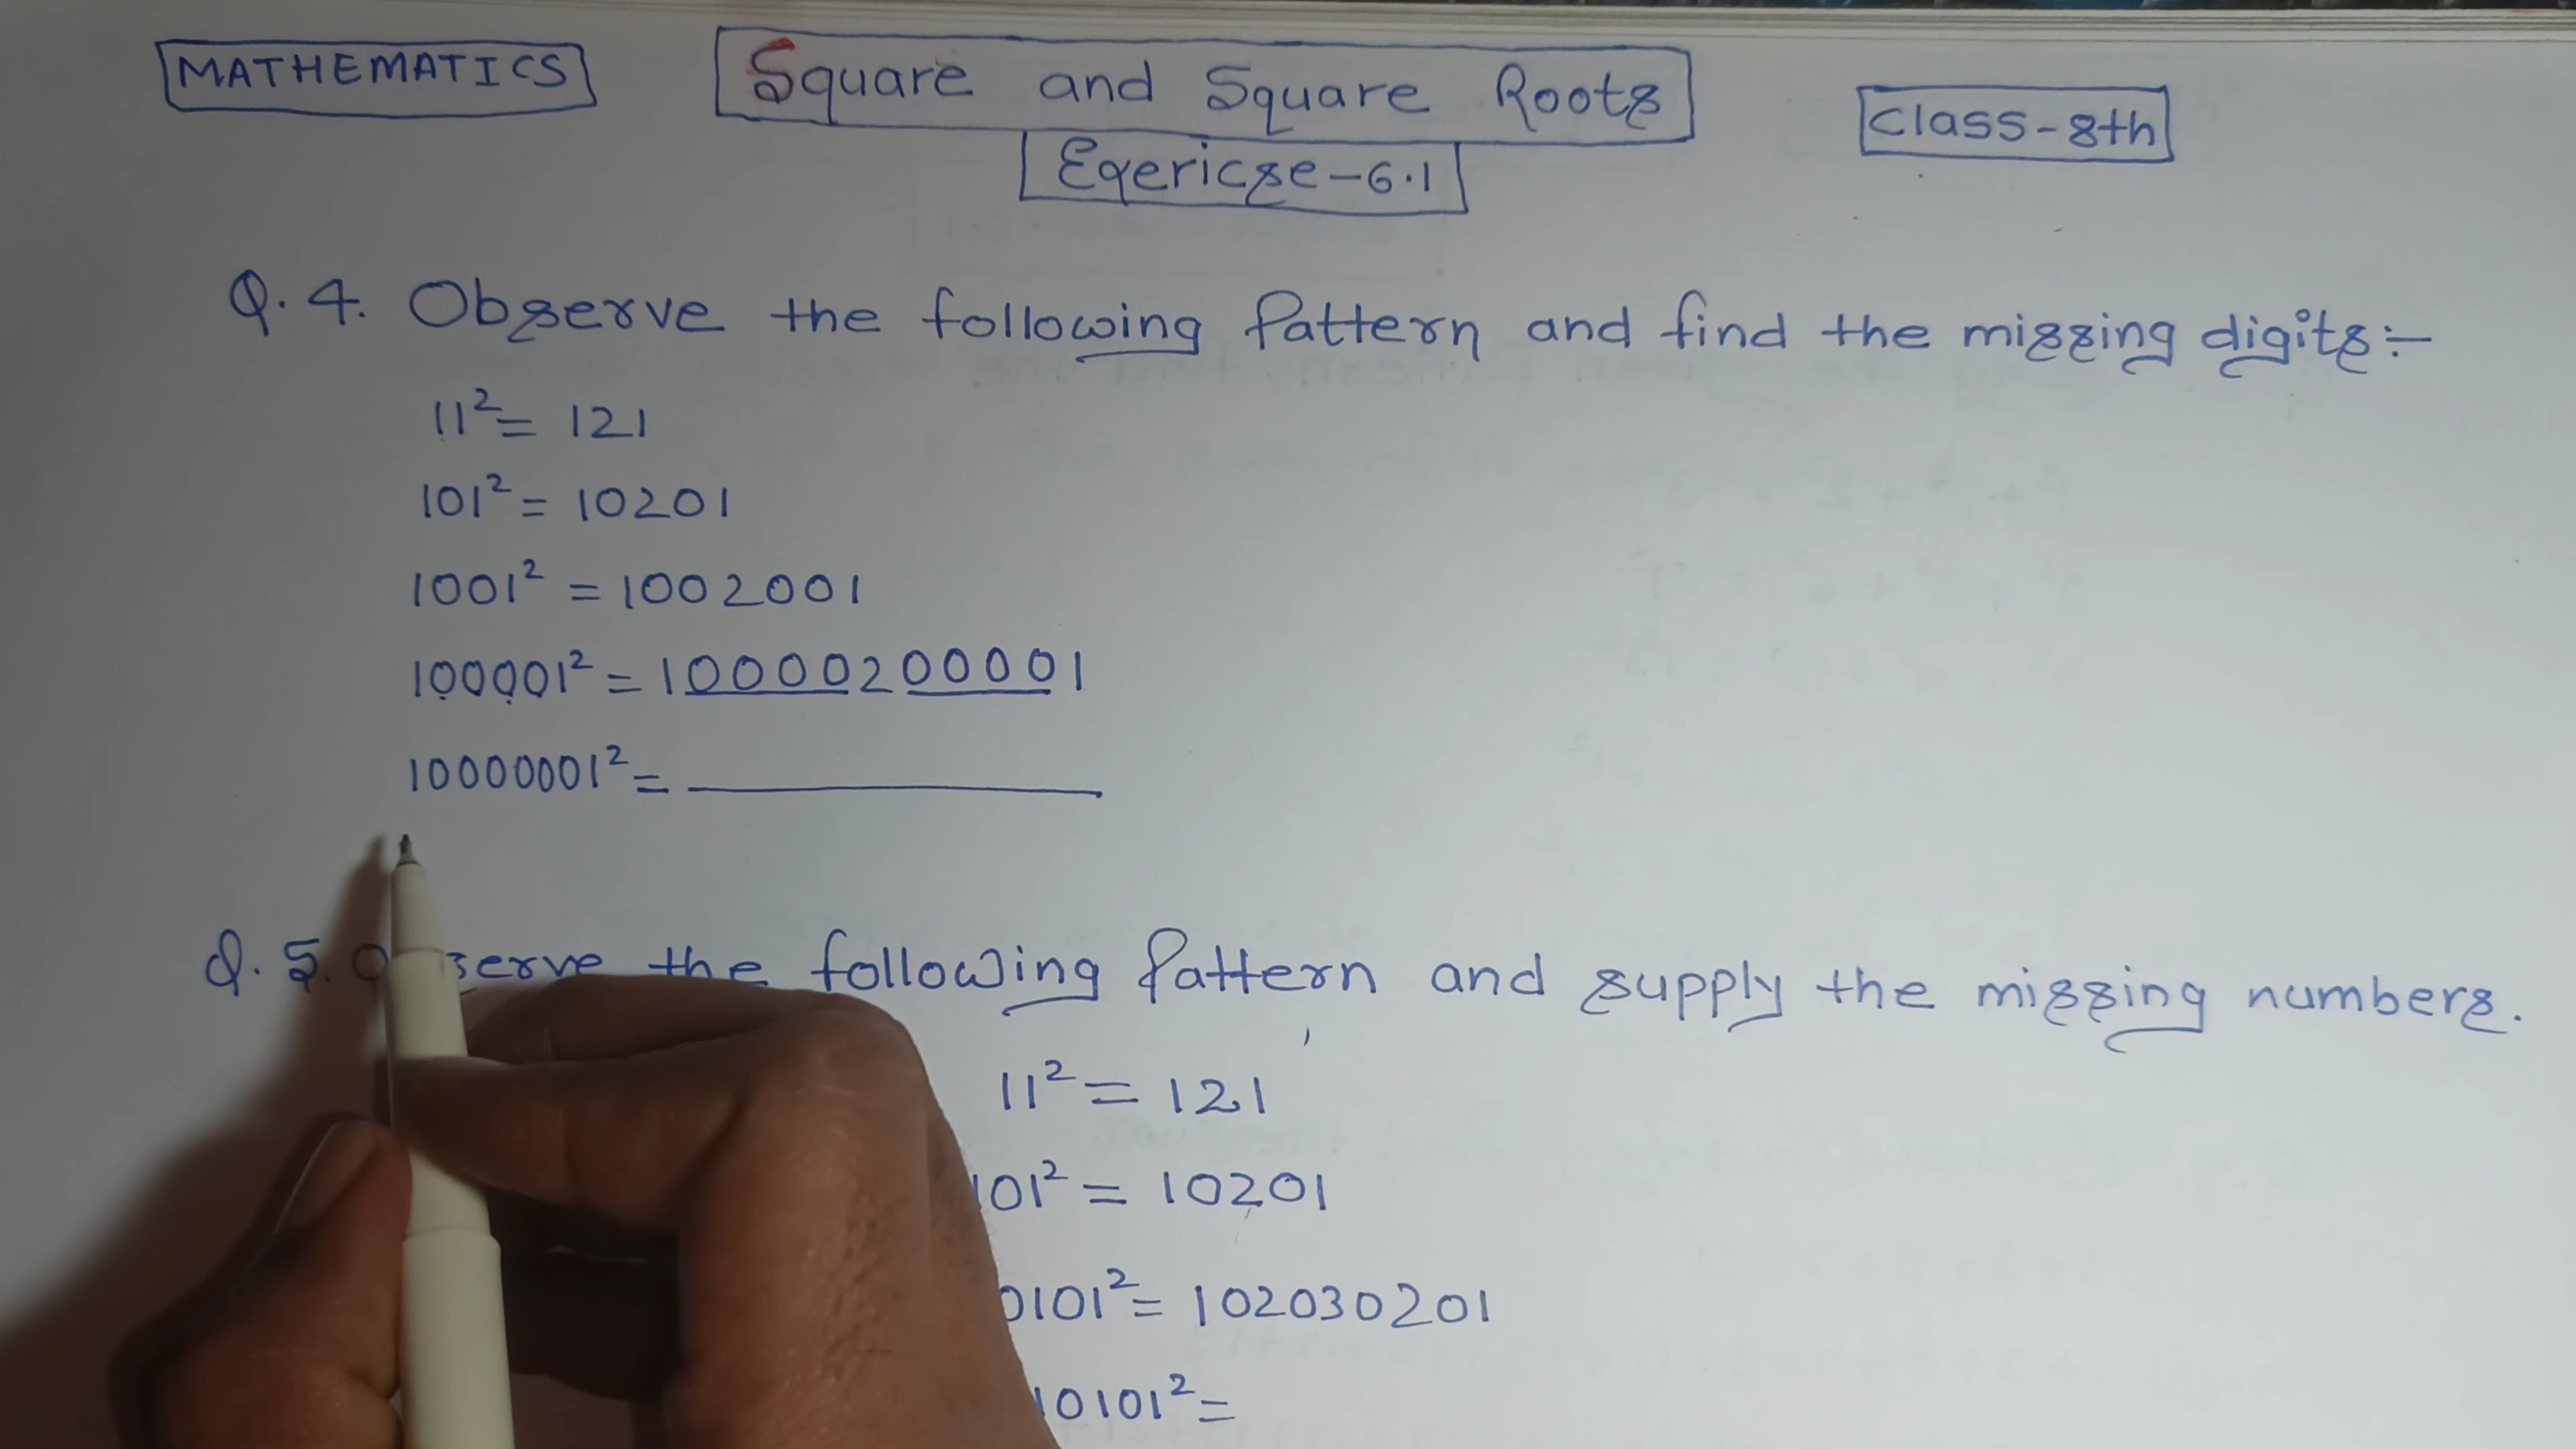 MATHEMATICS
Square and Square Roots
Class-8th
Exericse-6.1
Q.4. Observe the following Pattern and find the missing digits:-
11² = 121
101² = 10201
1001² = 1002001
100001² = 10000200001
10000001² = 
Q.5. serve the following Pattern and supply the missing numbers.
11² = 121
101² = 10201
0101² = 102030201
10101² =